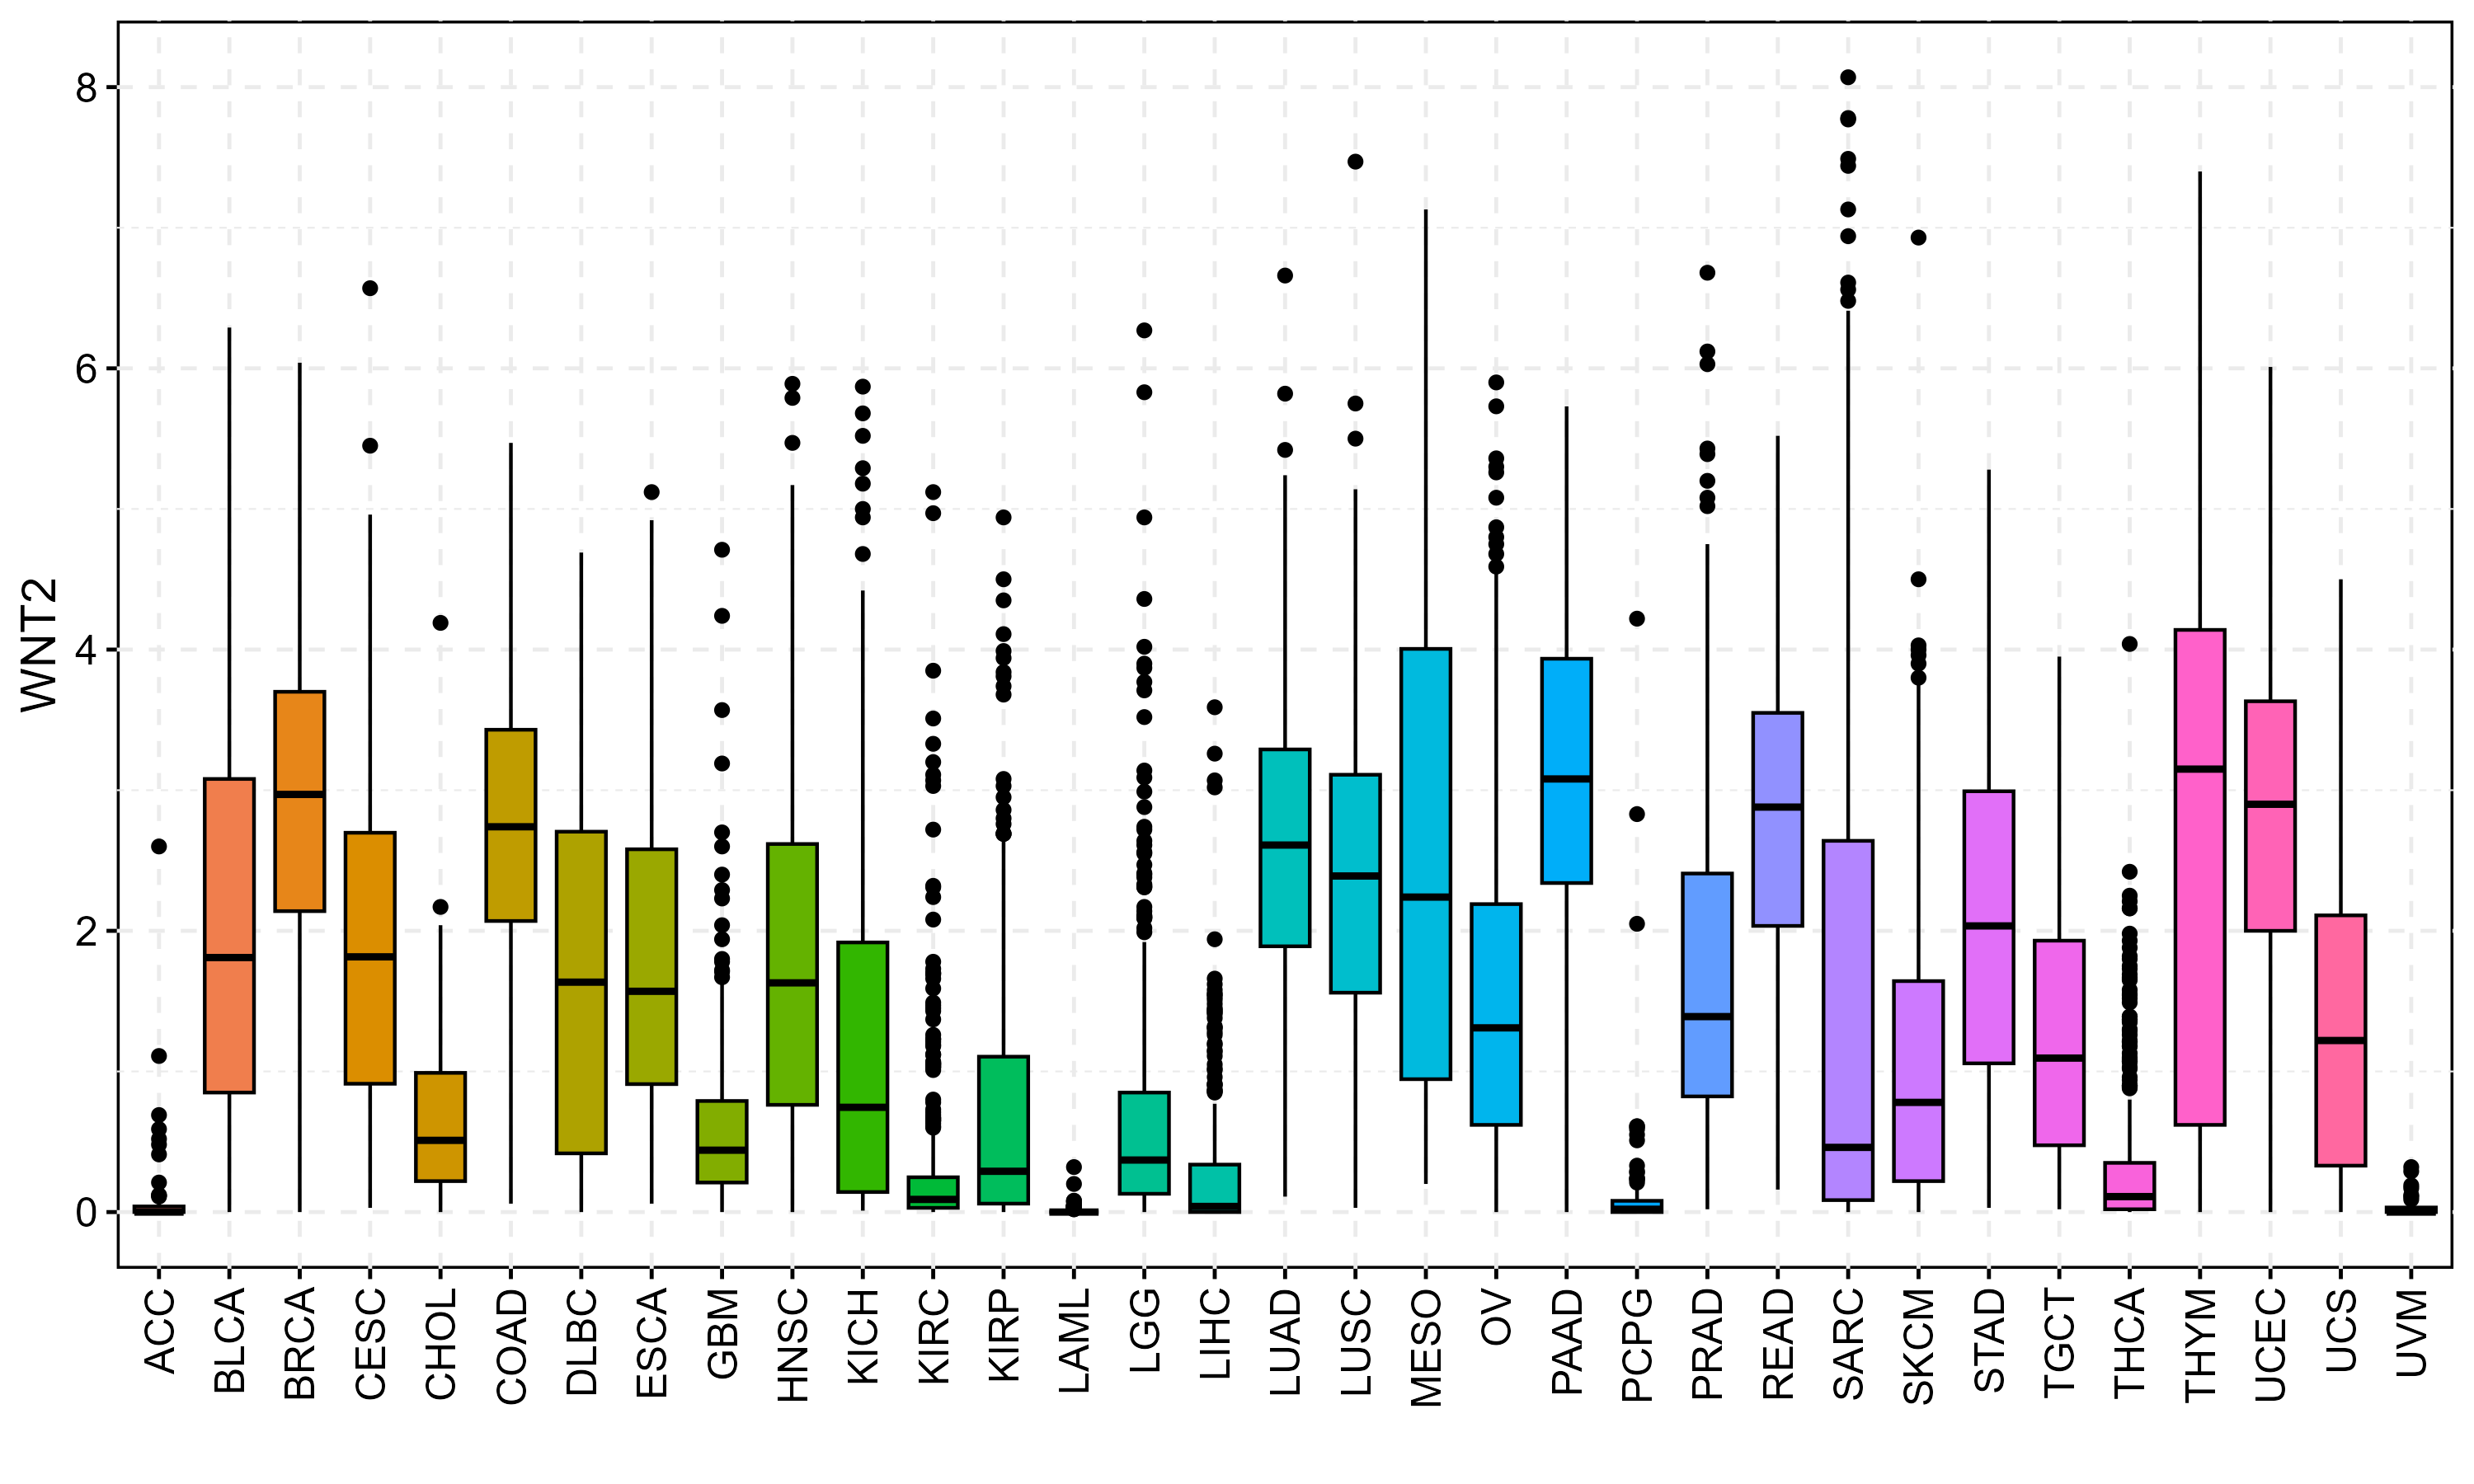 WNT2
8
6
4
2
0
ACC
BLCA
BRCA
CESC
CHOL
COAD
DLBC
ESCA
GBM
HNSC
KICH
KIRC
KIRP
LAML
LGG
LIHC
LUAD
LUSC
MESO
OV
PAAD
PCPG
PRAD
READ
SARC
SKCM
STAD
TGCT
THCA
THYM
UCEC
UCS
UVM